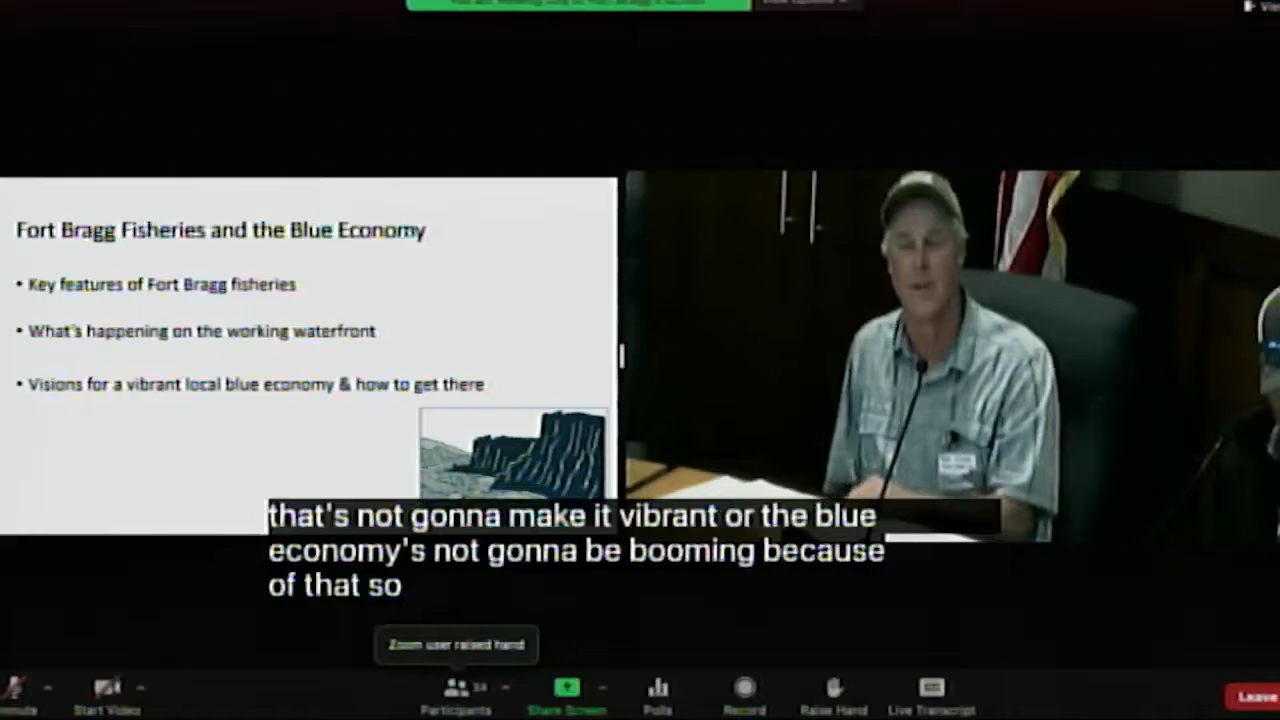 Fort Bragg Fisheries and the Blue Economy
• Key features of Fort Bragg fisheries
• What's happening on the working waterfront
• Visions for a vibrant local blue economy & how to get there
that's not gonna make it vibrant or the blue
economy's not gonna be booming because
of that so
Zoom user raised hand
Start Video
34
Participants
Share Screen
Polls
Record
Raise Hand
Live Transcript
Leave